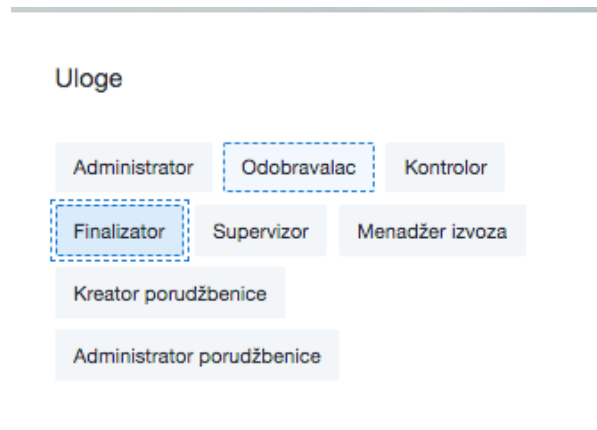 Uloge
Administrator Odobravalac Kontrolor
Finalizator Supervizor Menadžer izvoza
Kreator porudžbenice
Administrator porudžbenice